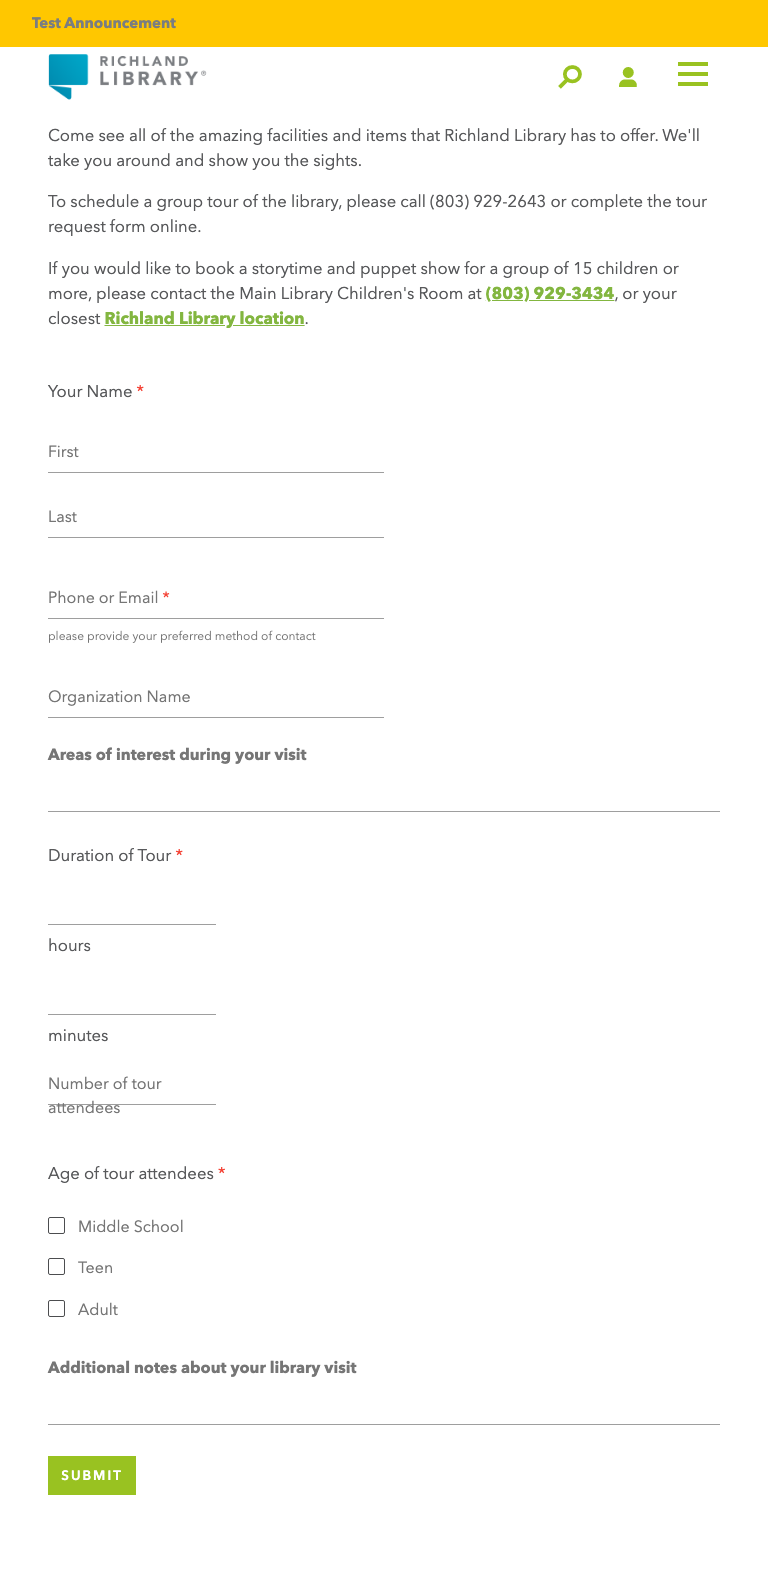 Test Announcement
RICHLAND
LIBRARY®
Come see all of the amazing facilities and items that Richland Library has to offer. We'll
take you around and show you the sights.
To schedule a group tour of the library, please call (803) 929-2643 or complete the tour
request form online.
If you would like to book a storytime and puppet show for a group of 15 children or
more, please contact the Main Library Children's Room at (803) 929-3434, or your
closest Richland Library location.
Your Name *
First
Last
Phone or Email *
please provide your preferred method of contact
Organization Name
Areas of interest during your visit
Duration of Tour *
hours
minutes
Number of tour
attendees
Age of tour attendees *
Middle School
Teen
Adult
Additional notes about your library visit
SUBMIT